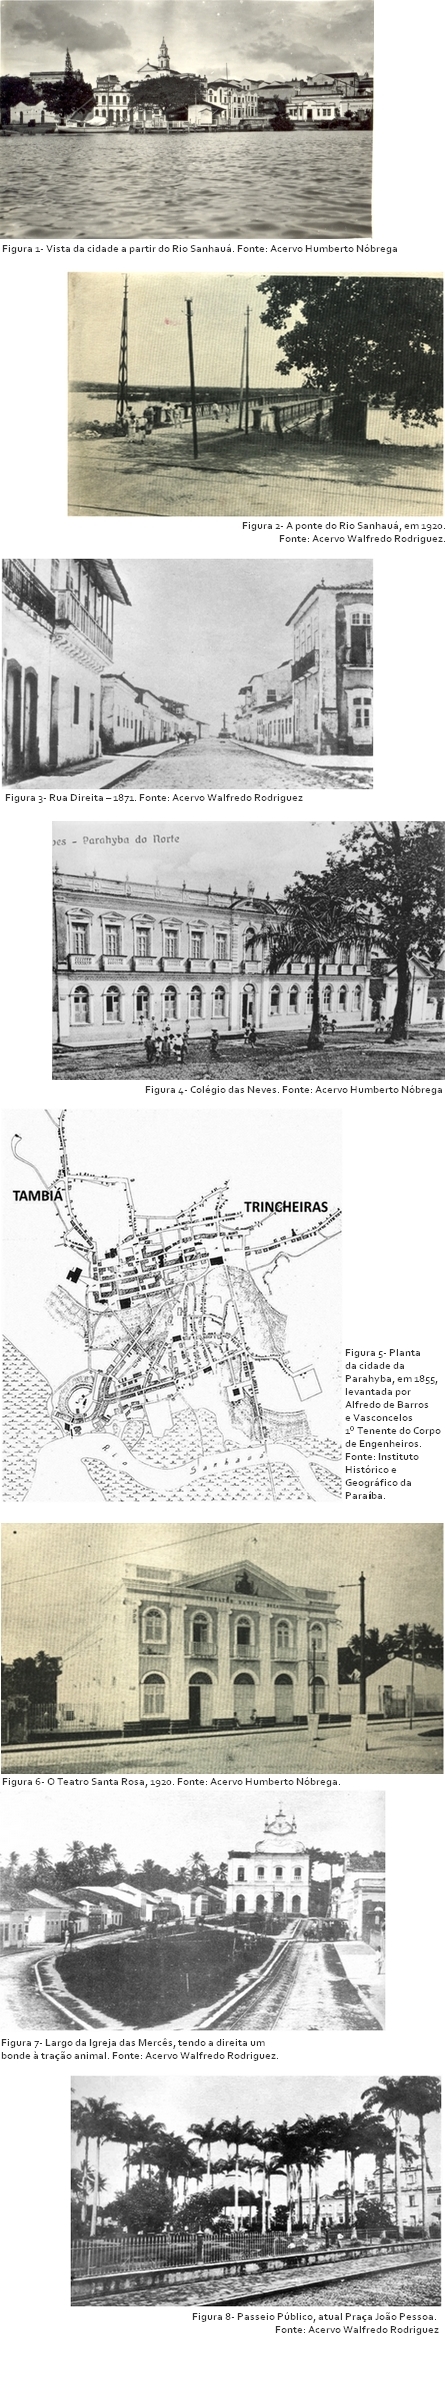 Figura 1- Vista da cidade a partir do Rio Sanhauá. Fonte: Acervo Humberto Nóbrega
Figura 2- A ponte do Rio Sanhauá, em 1920.
Fonte: Acervo Walfredo Rodriguez.
Figura 3- Rua Direita – 1871. Fonte: Acervo Walfredo Rodriguez
oes - Parahyba do Norte
Figura 4- Colégio das Neves. Fonte: Acervo Humberto Nóbrega
TAMBIÁ
TRINCHEIRAS
Rio Sanhauá
Figura 5- Planta
da cidade da
Parahyba, em 1855,
levantada por
Alfredo de Barros
e Vasconcelos
1º Tenente do Corpo
de Engenheiros.
Fonte: Instituto
Histórico e
Geográfico da
Paraíba.
THEATRO SANTA ROSA
Figura 6- O Teatro Santa Rosa, 1920. Fonte: Acervo Humberto Nóbrega.
Figura 7- Largo da Igreja das Mercês, tendo a direita um
bonde à tração animal. Fonte: Acervo Walfredo Rodriguez.
Figura 8- Passeio Público, atual Praça João Pessoa.
Fonte: Acervo Walfredo Rodriguez